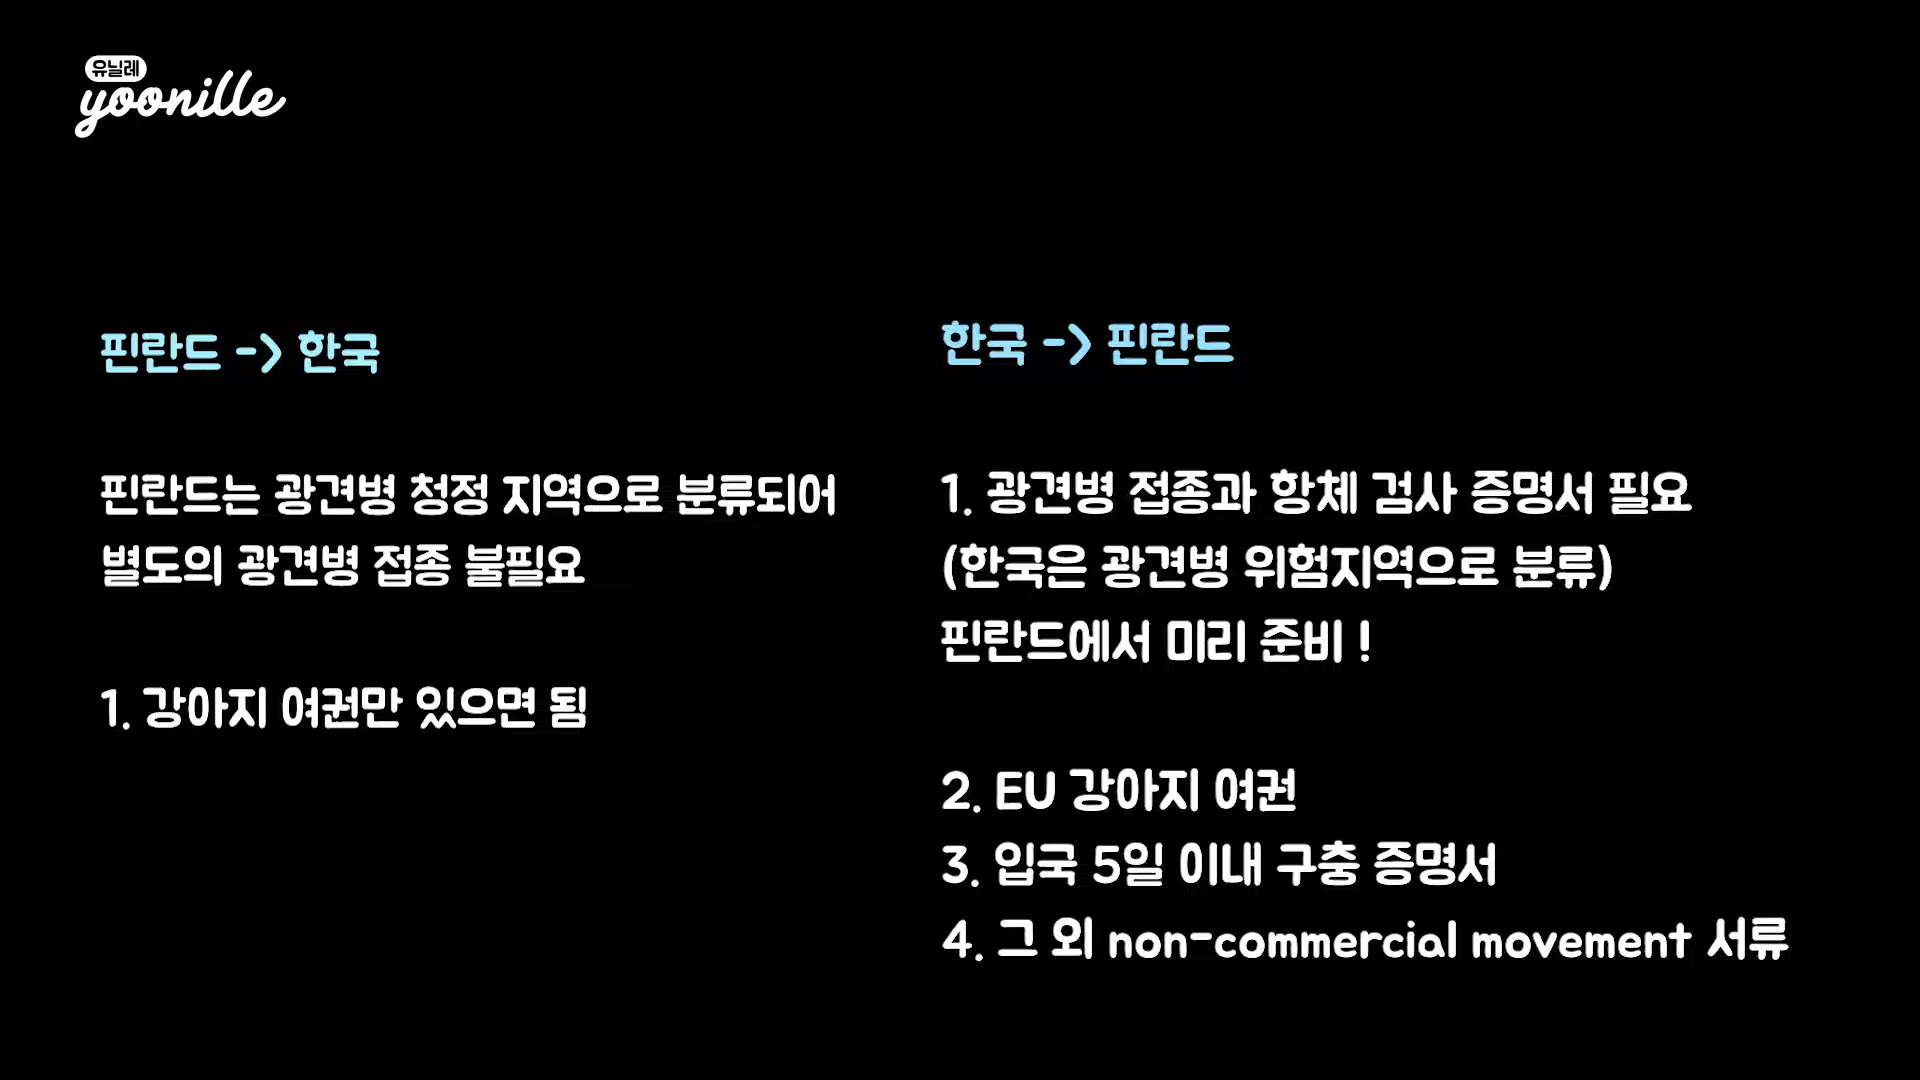 유닐레
yoonille
핀란드 -> 한국
핀란드는 광견병 청정 지역으로 분류되어
별도의 광견병 접종 불필요
1. 강아지 여권만 있으면 됨
한국 -> 핀란드
1. 광견병 접종과 항체 검사 증명서 필요
(한국은 광견병 위험지역으로 분류)
핀란드에서 미리 준비 !
2. EU 강아지 여권
3. 입국 5일 이내 구충 증명서
4. 그 외 non-commercial movement 서류